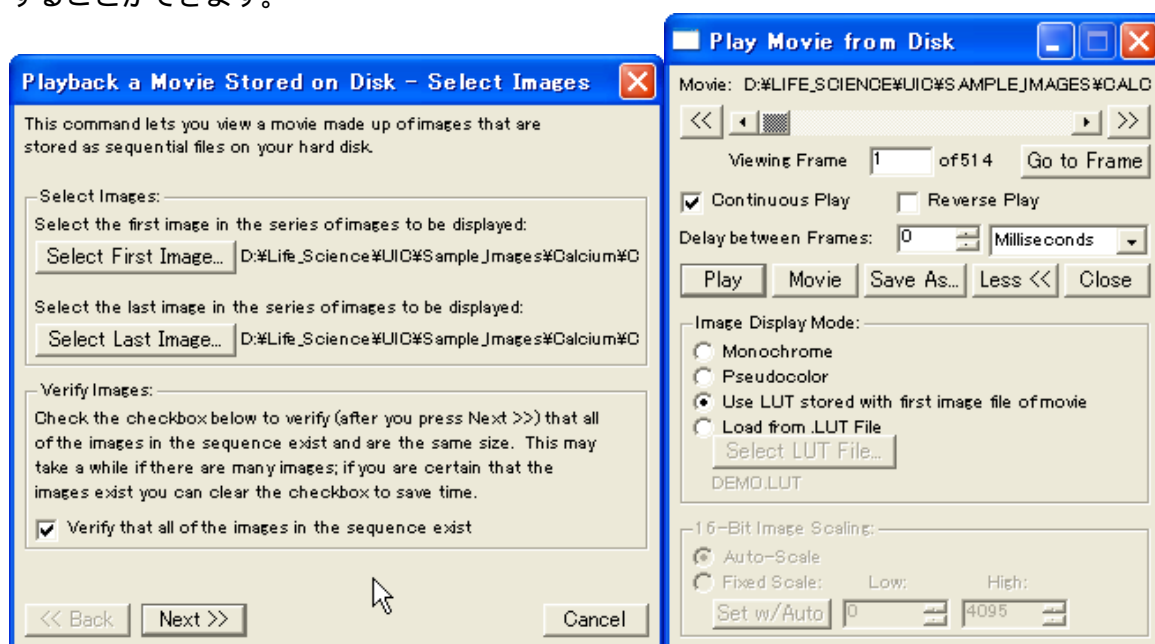 することができます。
Playback a Movie Stored on Disk - Select Images
This command lets you view a movie made up of images that are
stored as sequential files on your hard disk.
Select Images:
Select the first image in the series of images to be displayed:
Select First Image... D:¥Life_Science¥UIC¥Sample_Images¥Calcium¥C
Select the last image in the series of images to be displayed:
Select Last Image... D:¥Life_Science¥UIC¥Sample_Images¥Calcium¥C
Verify Images:
Check the checkbox below to verify (after you press Next >>) that all
of the images in the sequence exist and are the same size. This may
take a while if there are many images; if you are certain that the
images exist you can clear the checkbox to save time.
Verify that all of the images in the sequence exist
<< Back Next >> Cancel
Play Movie from Disk
Movie: D:¥LIFE_SCIENCE¥UIC¥SAMPLE_IMAGES¥CALC
<< >>
Viewing Frame 1 of 514 Go to Frame
Continuous Play Reverse Play
Delay between Frames: 0 Milliseconds
Play Movie Save As... Less << Close
Image Display Mode:
Monochrome
Pseudocolor
Use LUT stored with first image file of movie
Load from .LUT File
Select LUT File...
DEMO.LUT
16-Bit Image Scaling:
Auto-Scale
Fixed Scale: Low: High:
Set w/Auto 0 4095